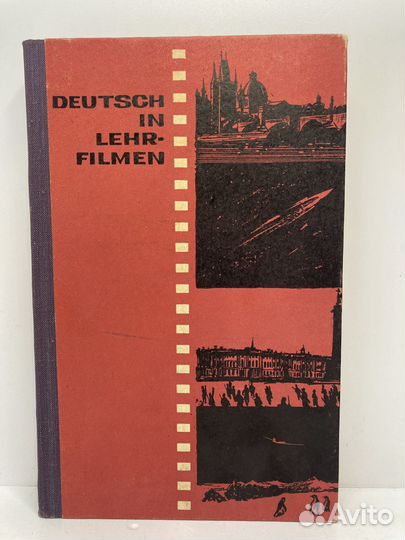 DEUTSCH
IN
LEHR-
FILMEN
Avito